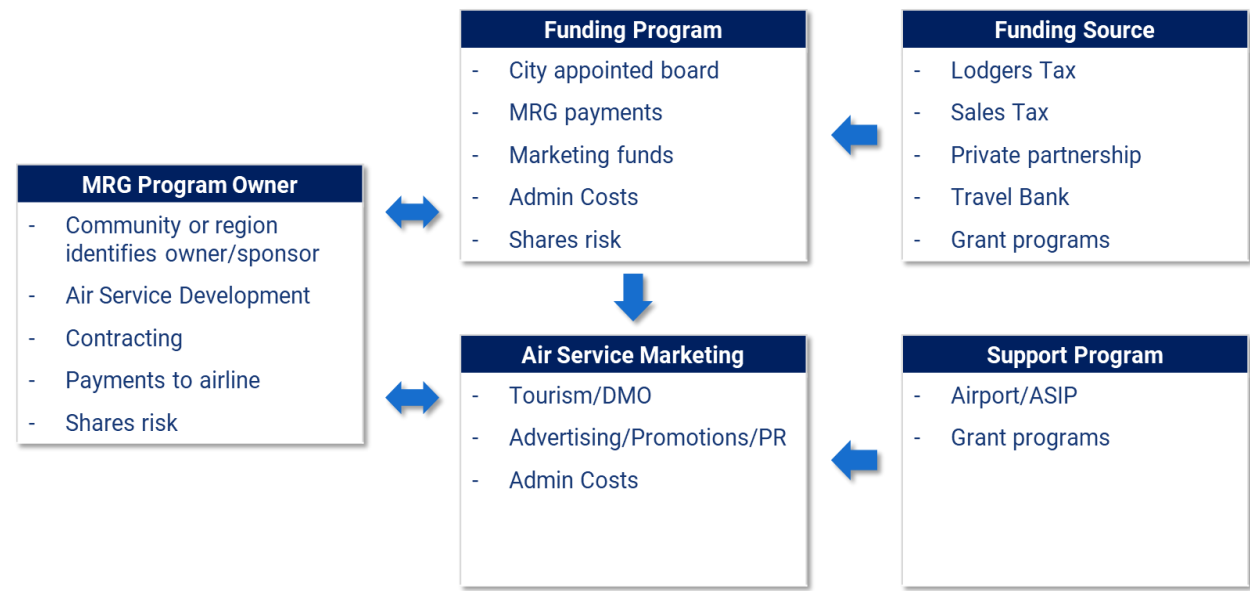 Funding Program
- City appointed board
- MRG payments
- Marketing funds
- Admin Costs
- Shares risk
Funding Source
- Lodgers Tax
- Sales Tax
- Private partnership
- Travel Bank
- Grant programs
MRG Program Owner
- Community or region
identifies owner/sponsor
- Air Service Development
- Contracting
- Payments to airline
- Shares risk
Air Service Marketing
- Tourism/DMO
- Advertising/Promotions/PR
- Admin Costs
Support Program
- Airport/ASIP
- Grant programs